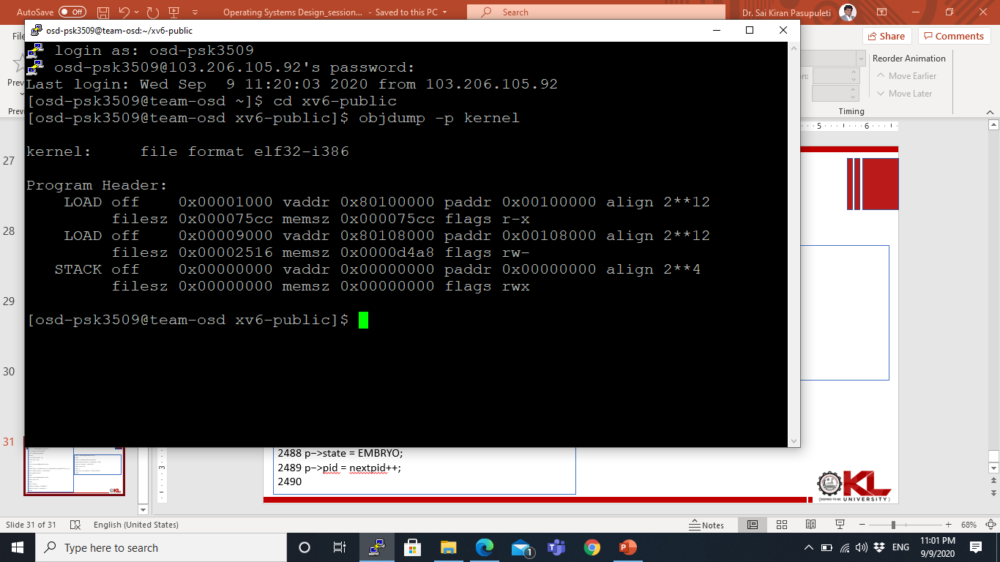 AutoSave Off
Operating Systems Design_session... - Saved to this PC
Search
Dr. Sai Kiran Pasupuleti
osd-psk3509@team-osd:~/xv6-public
Share
Comments
Reorder Animation
Move Earlier
Move Later
Timing
login as: osd-psk3509
osd-psk3509@103.206.105.92's password:
Last login: Wed Sep  9 11:20:03 2020 from 103.206.105.92
[osd-psk3509@team-osd ~]$ cd xv6-public
[osd-psk3509@team-osd xv6-public]$ objdump -p kernel
kernel:     file format elf32-i386
Program Header:
    LOAD off    0x00001000 vaddr 0x80100000 paddr 0x00100000 align 2**12
         filesz 0x000075cc memsz 0x000075cc flags r-x
    LOAD off    0x00009000 vaddr 0x80108000 paddr 0x00108000 align 2**12
         filesz 0x00002516 memsz 0x0000d4a8 flags rw-
   STACK off    0x00000000 vaddr 0x00000000 paddr 0x00000000 align 2**4
         filesz 0x00000000 memsz 0x00000000 flags rwx
[osd-psk3509@team-osd xv6-public]$
27
28
29
30
31
5
6
3
2488 p->state = EMBRYO;
2489 p->pid = nextpid++;
2490
KL
(DEEMED TO BE UNIVERSITY)
Slide 31 of 31
English (United States)
Notes
68%
Type here to search
1
ENG
11:01 PM
9/9/2020